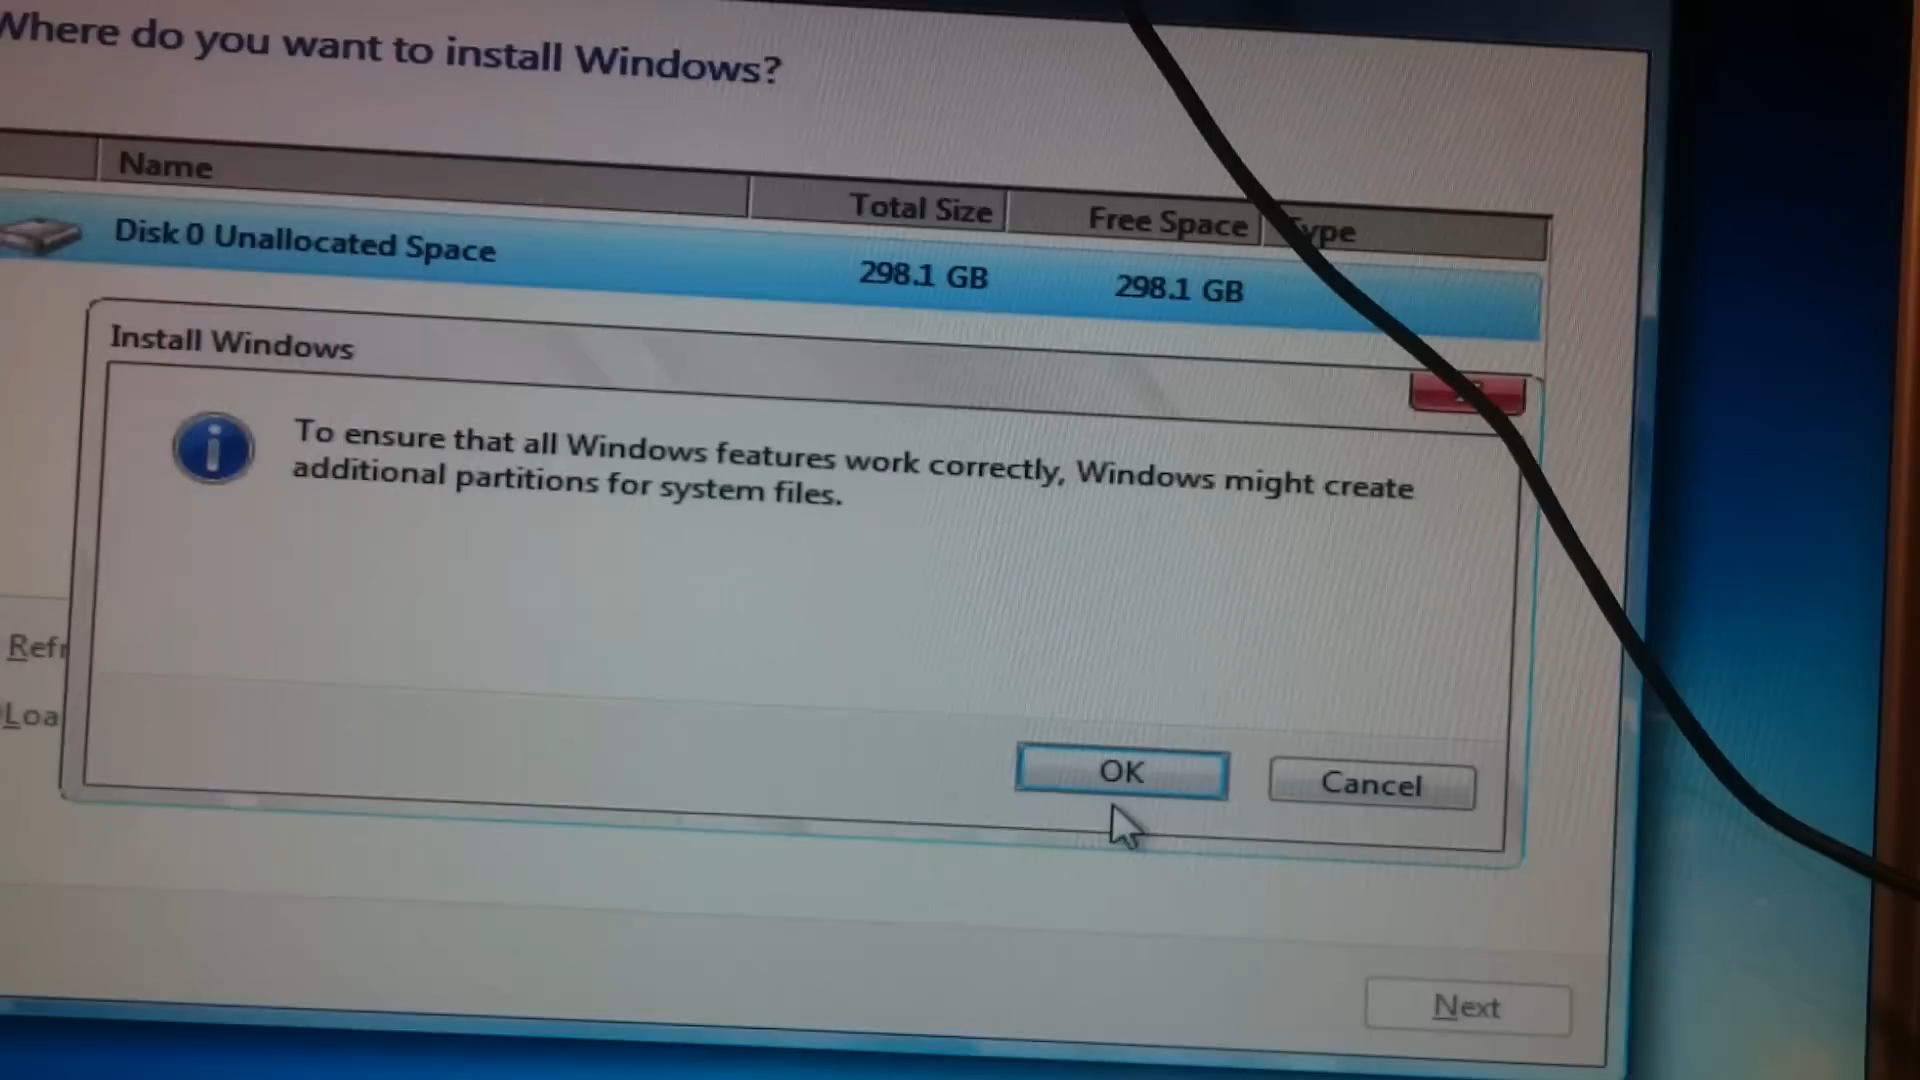 Where do you want to install Windows?
Name Total Size Free Space Type
Disk 0 Unallocated Space 298.1 GB 298.1 GB
Install Windows
To ensure that all Windows features work correctly, Windows might create
additional partitions for system files.
Refr
Loa
OK Cancel
Next